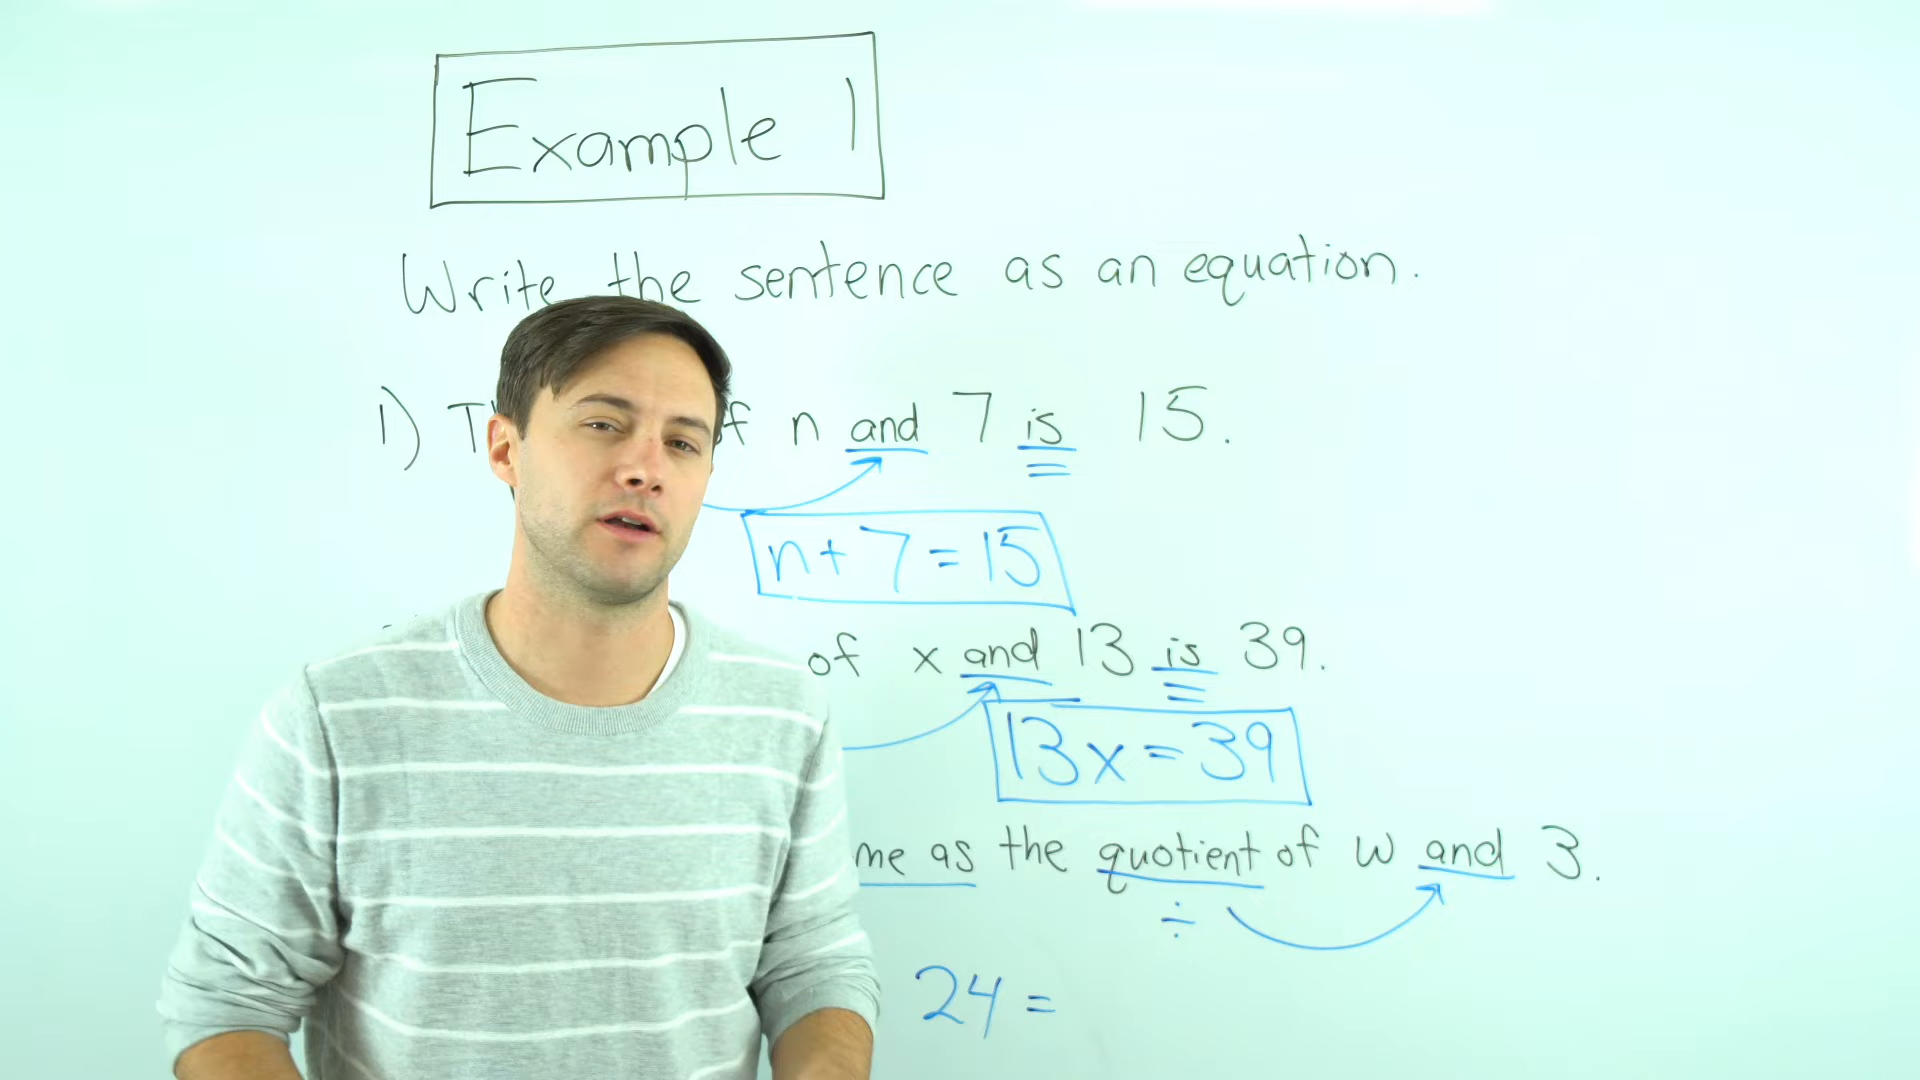 Example 1
Write the sentence as an equation.
1) of n and 7 is 15.
n + 7 = 15
of x and 13 is 39.
13x = 39
as the quotient of w and 3.
÷
24 =